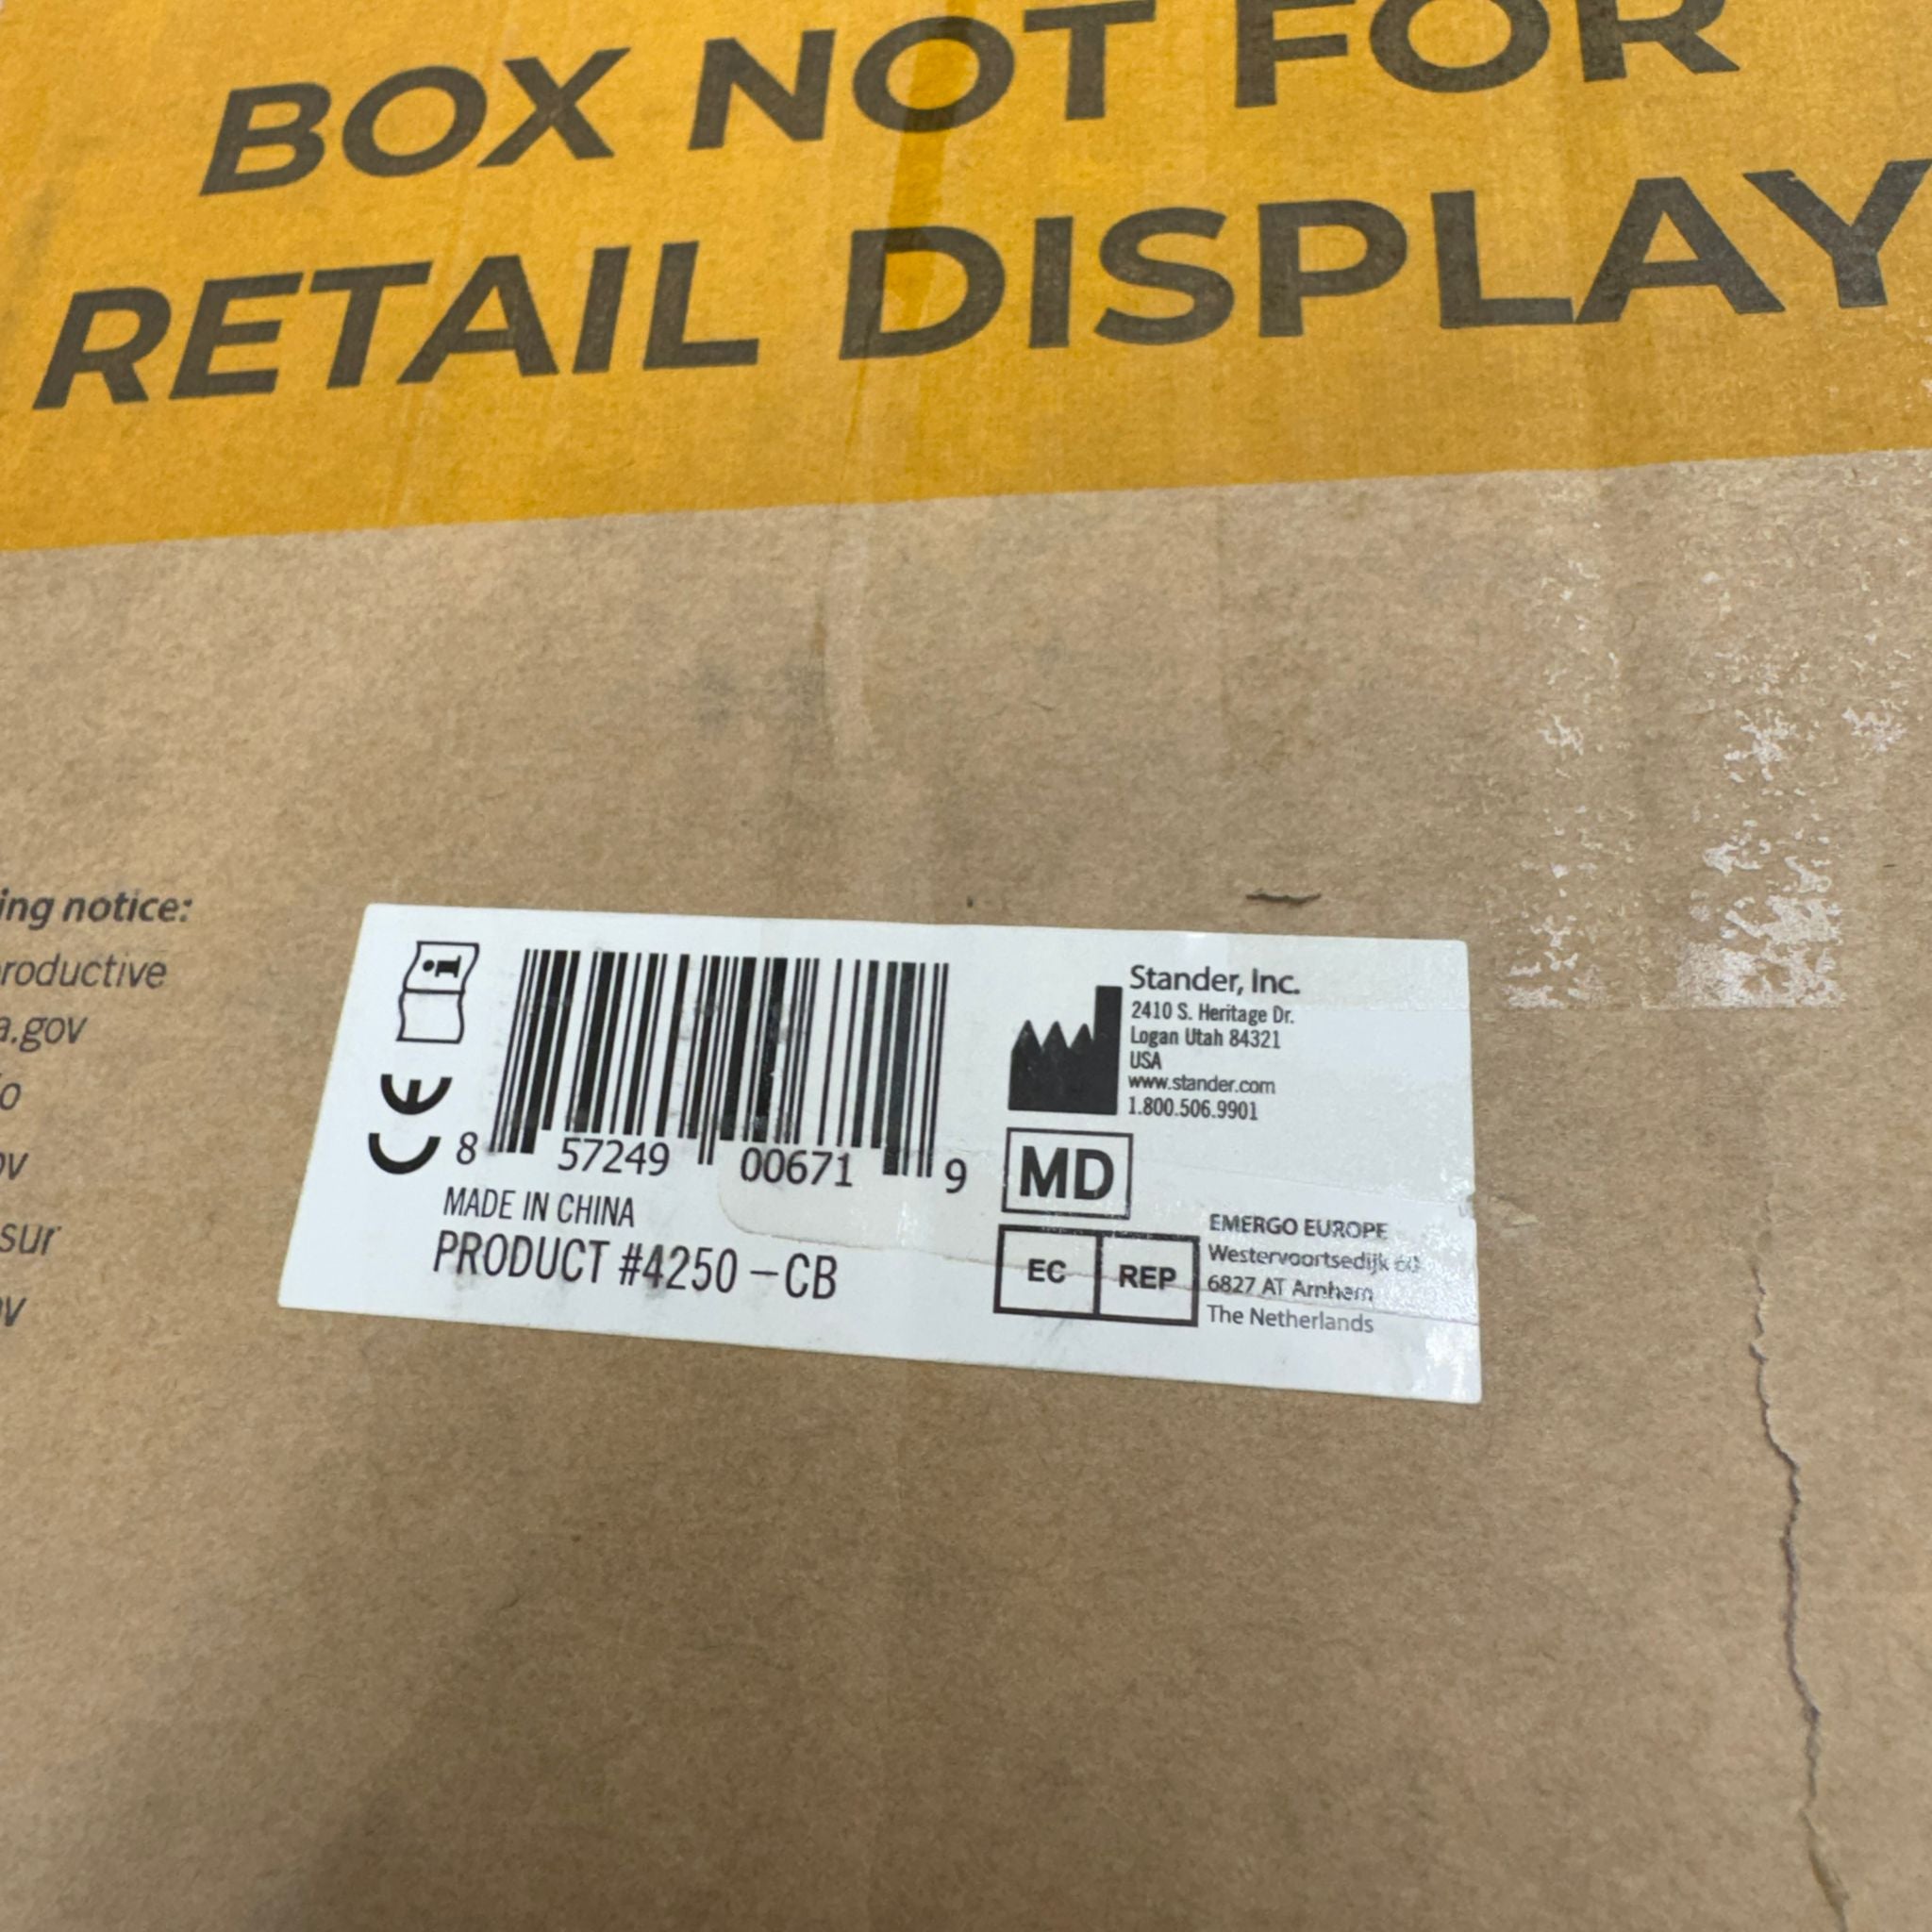 BOX NOT FOR
RETAIL DISPLAY
ing notice:
roductive
a.gov
o
ov
sur
ov
8 57249 00671 9
MADE IN CHINA
PRODUCT #4250 – CB
Stander, Inc.
2410 S. Heritage Dr.
Logan Utah 84321
USA
www.stander.com
1.800.506.9901
MD
EC REP
EMERGO EUROPE
Westervoortsedijk 60
6827 AT Arnhem
The Netherlands